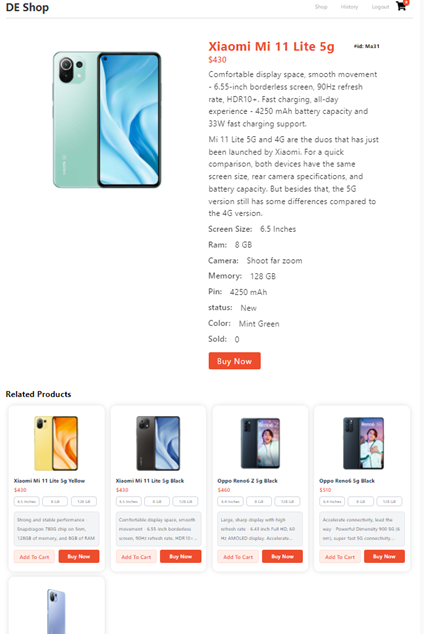 DE Shop
Shop History Logout
Xiaomi Mi 11 Lite 5g
#id: Ma31
$430
Comfortable display space, smooth movement
- 6.55-inch borderless screen, 90Hz refresh
rate, HDR10+. Fast charging, all-day
experience - 4250 mAh battery capacity and
33W fast charging support.
Mi 11 Lite 5G and 4G are the duos that has just
been launched by Xiaomi. For a quick
comparison, both devices have the same
screen size, rear camera specifications, and
battery capacity. But besides that, the 5G
version still has some differences compared to
the 4G version.
Screen Size: 6.5 Inches
Ram: 8 GB
Camera: Shoot far zoom
Memory: 128 GB
Pin: 4250 mAh
status: New
Color: Mint Green
Sold: 0
Buy Now
Related Products
Xiaomi Mi 11 Lite 5g Yellow
$430
6.5 Inches 8 GB 128 GB
Strong and stable performance
Snapdragon 780G chip on 5nm,
128GB of memory, and 8GB of RAM
Add To Cart Buy Now
Xiaomi Mi 11 Lite 5g Black
$430
6.5 Inches 8 GB 128 GB
Comfortable display space, smooth
movement - 6.55-inch borderless
screen, 90Hz refresh rate, HDR10+...
Add To Cart Buy Now
Reno6 Z
Oppo Reno6 Z 5g Black
$460
6.4 Inches 8 GB 128 GB
Large, sharp display with high
refresh rate - 6.43 inch Full HD, 60
Hz AMOLED display. Accelerate...
Add To Cart Buy Now
Reno6
Oppo Reno6 5g Black
$510
6.4 Inches 8 GB 128 GB
Accelerate connectivity, lead the
way - Powerful Dimensity 900 5G (6
nm), super fast 5G connectivity...
Add To Cart Buy Now